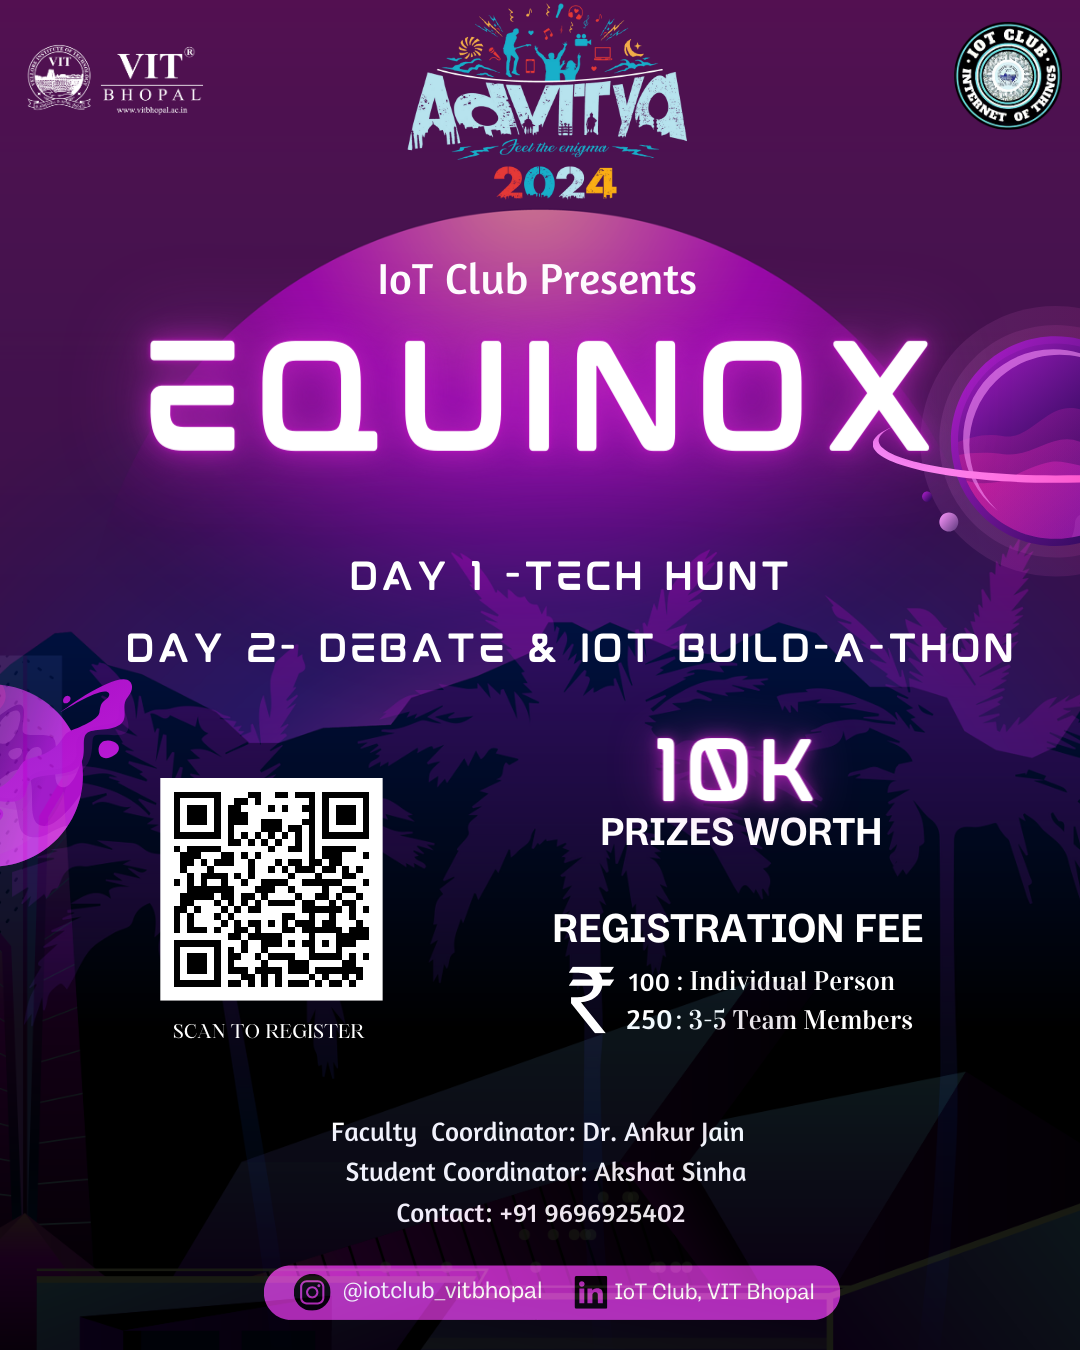 VIT®
BHOPAL
www.vitbhopal.ac.in
VIT
AdVITYa
Feel the enigma
2024
IOT CLUB
INTERNET OF THINGS
IoT Club Presents
EQUINOX
DAY 1 -TECH HUNT
DAY 2- DEBATE & IOT BUILD-A-THON
10K
PRIZES WORTH
REGISTRATION FEE
₹ 100 : Individual Person
250 : 3-5 Team Members
SCAN TO REGISTER
Faculty Coordinator: Dr. Ankur Jain
Student Coordinator: Akshat Sinha
Contact: +91 9696925402
@iotclub_vitbhopal
in IoT Club, VIT Bhopal